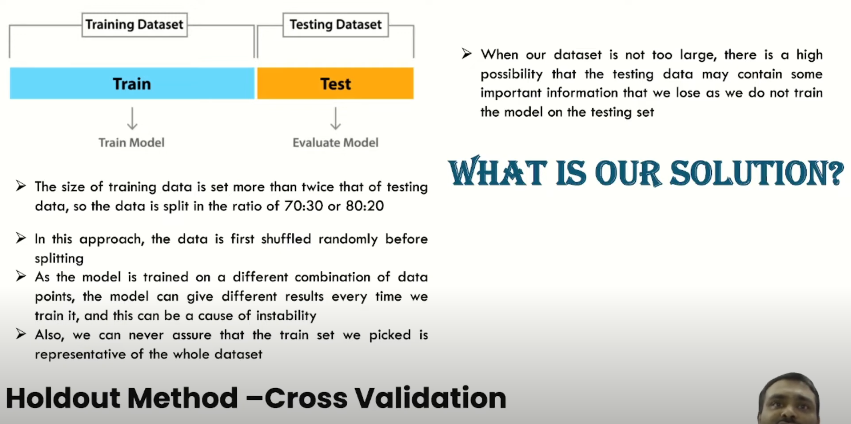 Training Dataset
Testing Dataset
Train
Test
Train Model
Evaluate Model
➢ The size of training data is set more than twice that of testing
data, so the data is split in the ratio of 70:30 or 80:20
➢ In this approach, the data is first shuffled randomly before
splitting
➢ As the model is trained on a different combination of data
points, the model can give different results every time we
train it, and this can be a cause of instability
➢ Also, we can never assure that the train set we picked is
representative of the whole dataset
➢ When our dataset is not too large, there is a high
possibility that the testing data may contain some
important information that we lose as we do not train
the model on the testing set
WHAT IS OUR SOLUTION?
Holdout Method –Cross Validation